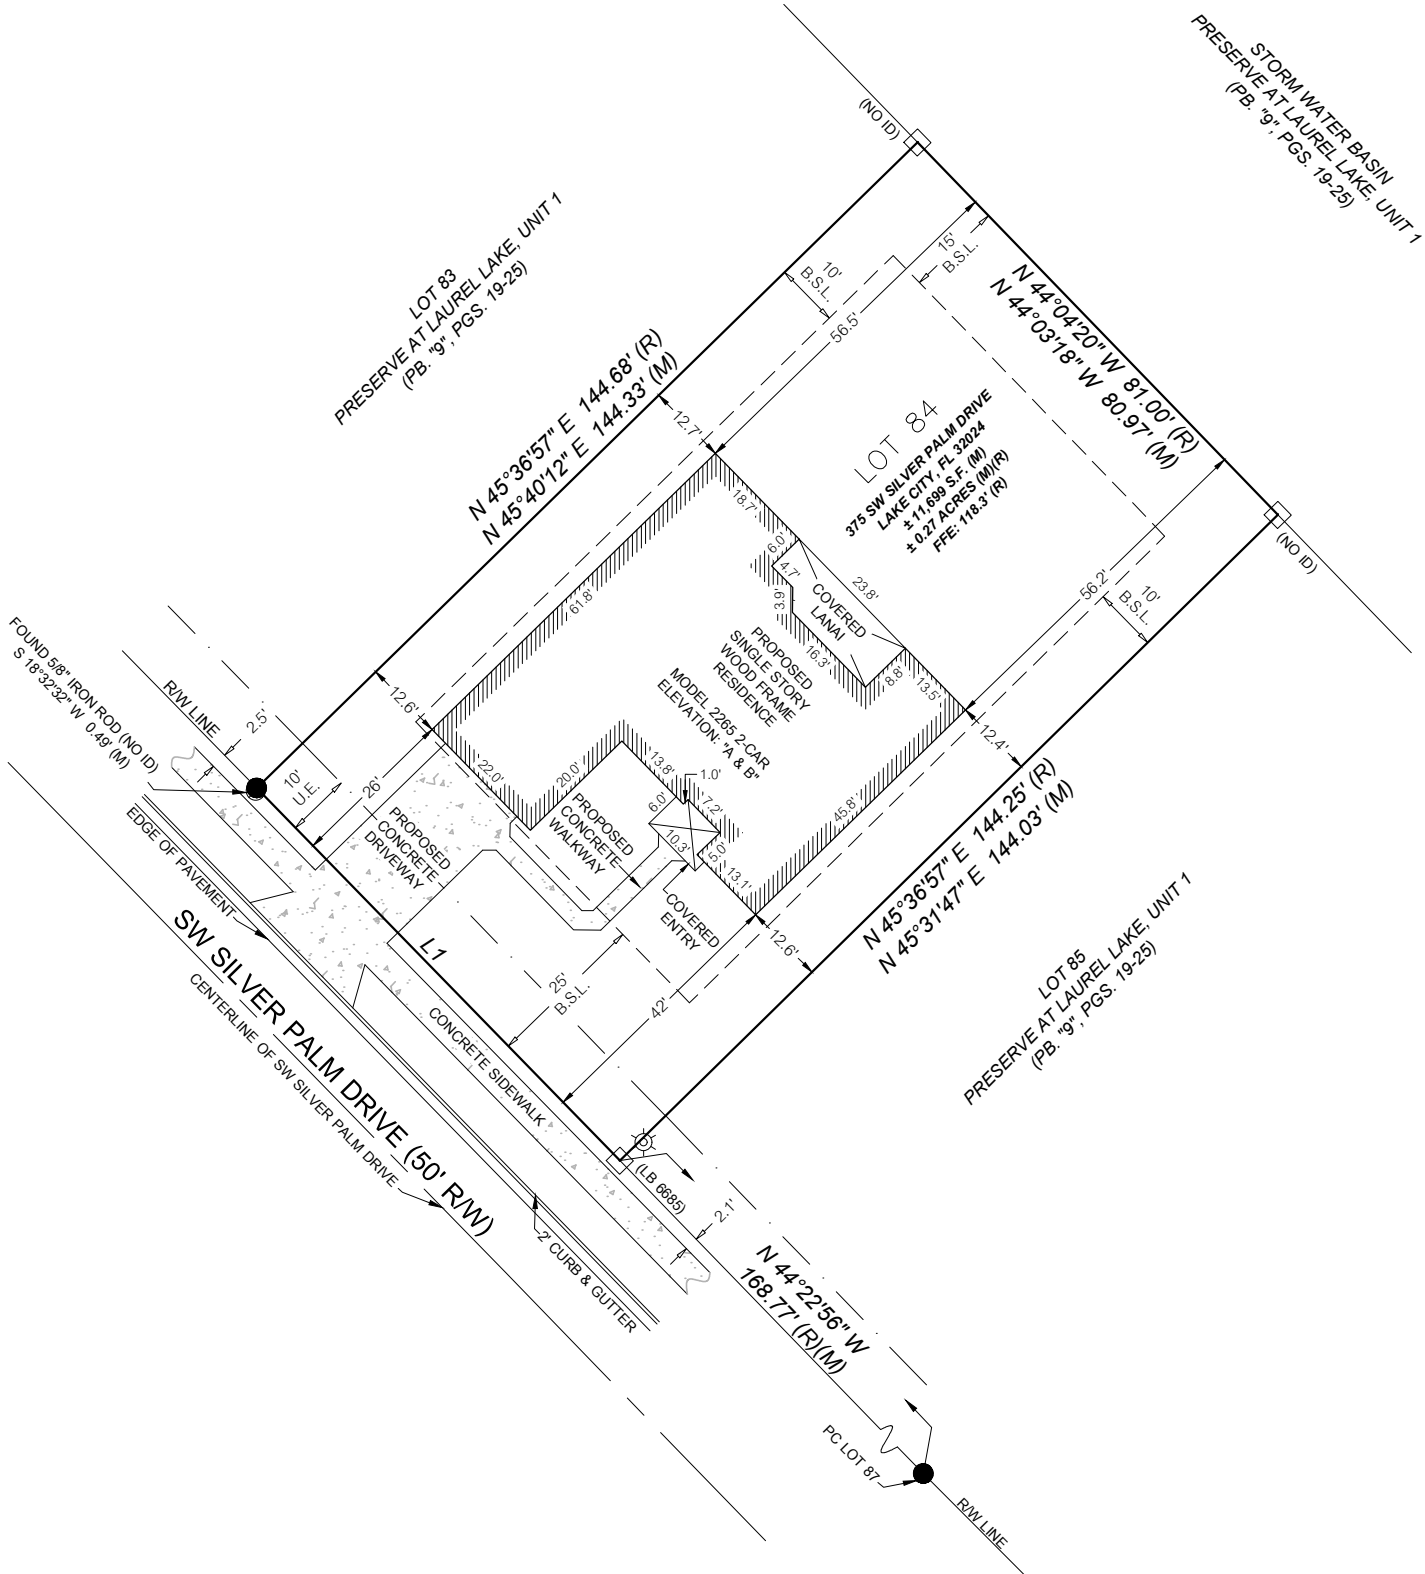 STORM WATER BASIN
PRESERVE AT LAUREL LAKE, UNIT 1
(PB. "9", PGS. 19-25)
(NO ID)
LOT 83
PRESERVE AT LAUREL LAKE, UNIT 1
(PB. "9", PGS. 19-25)
10'
B.S.L.
15'
B.S.L.
56.5'
N 44°04'20" W 81.00' (R)
N 44°03'18" W 80.97' (M)
N 45°36'57" E 144.68' (R)
N 45°40'12" E 144.33' (M)
12.7'
LOT 84
375 SW SILVER PALM DRIVE
LAKE CITY, FL 32024
± 11,699 S.F. (M)
± 0.27 ACRES (M)(R)
FFE: 118.3' (R)
(NO ID)
18.7'
6.0'
4.7'
3.9'
23.8'
COVERED
LANAI
16.3'
8.8'
13.5'
56.2'
10'
B.S.L.
61.8'
PROPOSED
SINGLE STORY
WOOD FRAME
RESIDENCE
MODEL 2265 2-CAR
ELEVATION: "A & B"
FOUND 5/8" IRON ROD (NO ID)
S 18°32'32" W 0.49' (M)
R/W LINE
2.5'
12.6'
10'
U.E.
26'
22.0'
20.0'
13.8'
1.0'
6.0'
7.2'
10.3'
5.0'
13.1'
45.8'
12.4'
12.6'
PROPOSED
CONCRETE
DRIVEWAY
PROPOSED
CONCRETE
WALKWAY
COVERED
ENTRY
N 45°36'57" E 144.25' (R)
N 45°31'47" E 144.03' (M)
EDGE OF PAVEMENT
L1
25'
B.S.L.
42'
LOT 85
PRESERVE AT LAUREL LAKE, UNIT 1
(PB. "9", PGS. 19-25)
SW SILVER PALM DRIVE (50' R/W)
CENTERLINE OF SW SILVER PALM DRIVE
CONCRETE SIDEWALK
(LB 6685)
2.1'
2' CURB & GUTTER
N 44°22'56" W
168.77' (R)(M)
PC LOT 87
R/W LINE